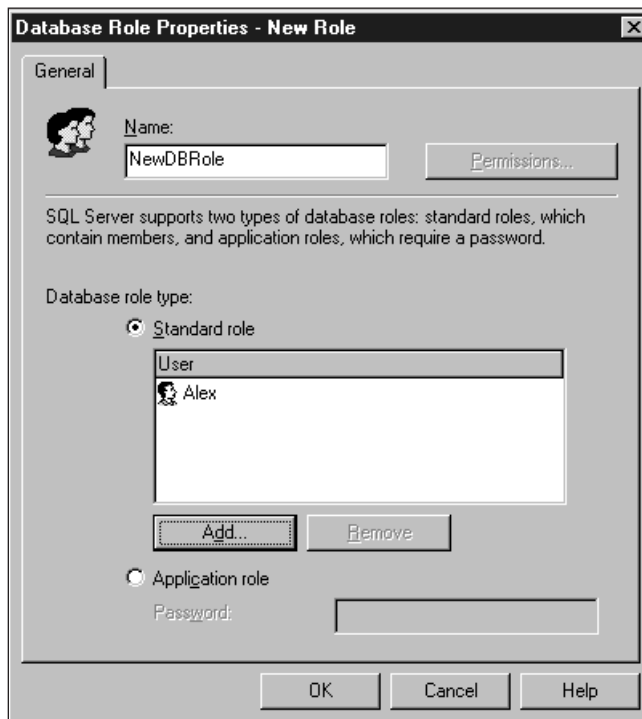 Database Role Properties - New Role
General
Name:
NewDBRole
Permissions...
SQL Server supports two types of database roles: standard roles, which
contain members, and application roles, which require a password.
Database role type:
Standard role
User
Alex
Add...
Remove
Application role
Password:
OK
Cancel
Help